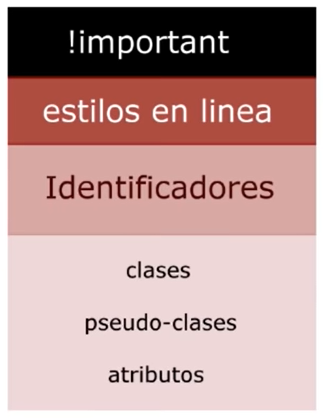 !important
estilos en linea
Identificadores
clases
pseudo-clases
atributos